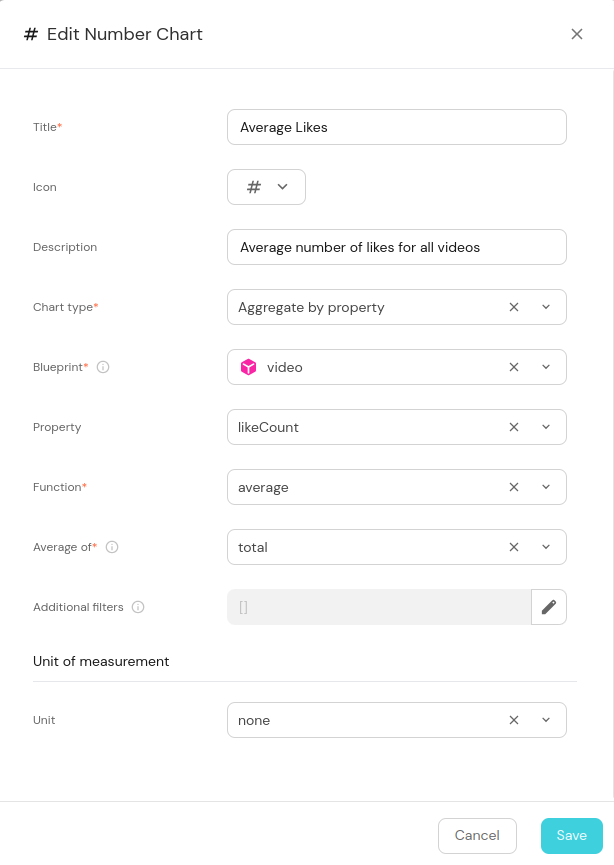 # Edit Number Chart
Title* Average Likes
Icon #
Description Average number of likes for all videos
Chart type* Aggregate by property
Blueprint* video
Property likeCount
Function* average
Average of* total
Additional filters []
Unit of measurement
Unit none
Cancel Save